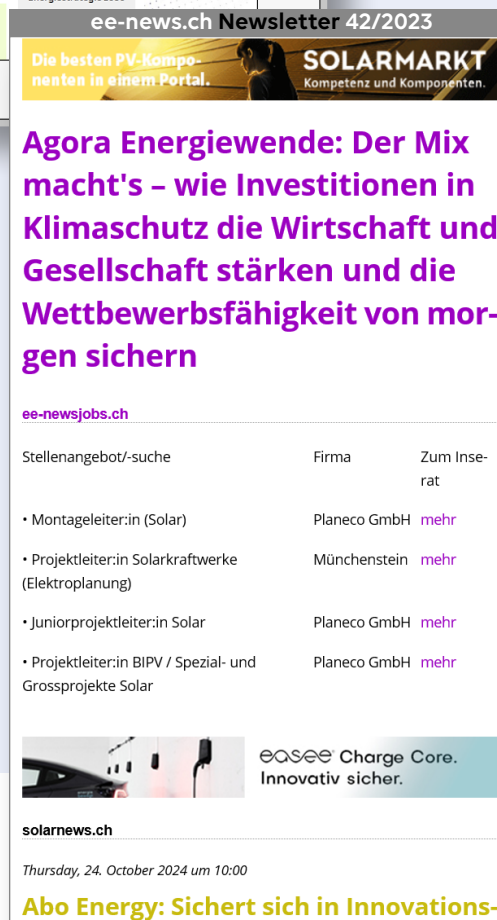 ee-news.ch Newsletter 42/2023
Die besten PV-Kompo-
nenten in einem Portal.
SOLARMARKT
Kompetenz und Komponenten.
Agora Energiewende: Der Mix
macht's – wie Investitionen in
Klimaschutz die Wirtschaft und
Gesellschaft stärken und die
Wettbewerbsfähigkeit von mor-
gen sichern
ee-newsjobs.ch
Stellenangebot/-suche Firma Zum Inse-
rat
• Montageleiter:in (Solar) Planeco GmbH mehr
• Projektleiter:in Solarkraftwerke Münchenstein mehr
(Elektroplanung)
• Juniorprojektleiter:in Solar Planeco GmbH mehr
• Projektleiter:in BIPV / Spezial- und Planeco GmbH mehr
Grossprojekte Solar
easee Charge Core.
Innovativ sicher.
solarnews.ch
Thursday, 24. October 2024 um 10:00
Abo Energy: Sichert sich in Innovations-